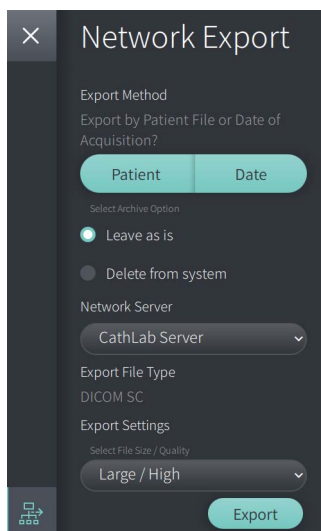 Network Export
Export Method
Export by Patient File or Date of
Acquisition?
Patient Date
Select Archive Option
Leave as is
Delete from system
Network Server
CathLab Server
Export File Type
DICOM SC
Export Settings
Select File Size / Quality
Large / High
Export